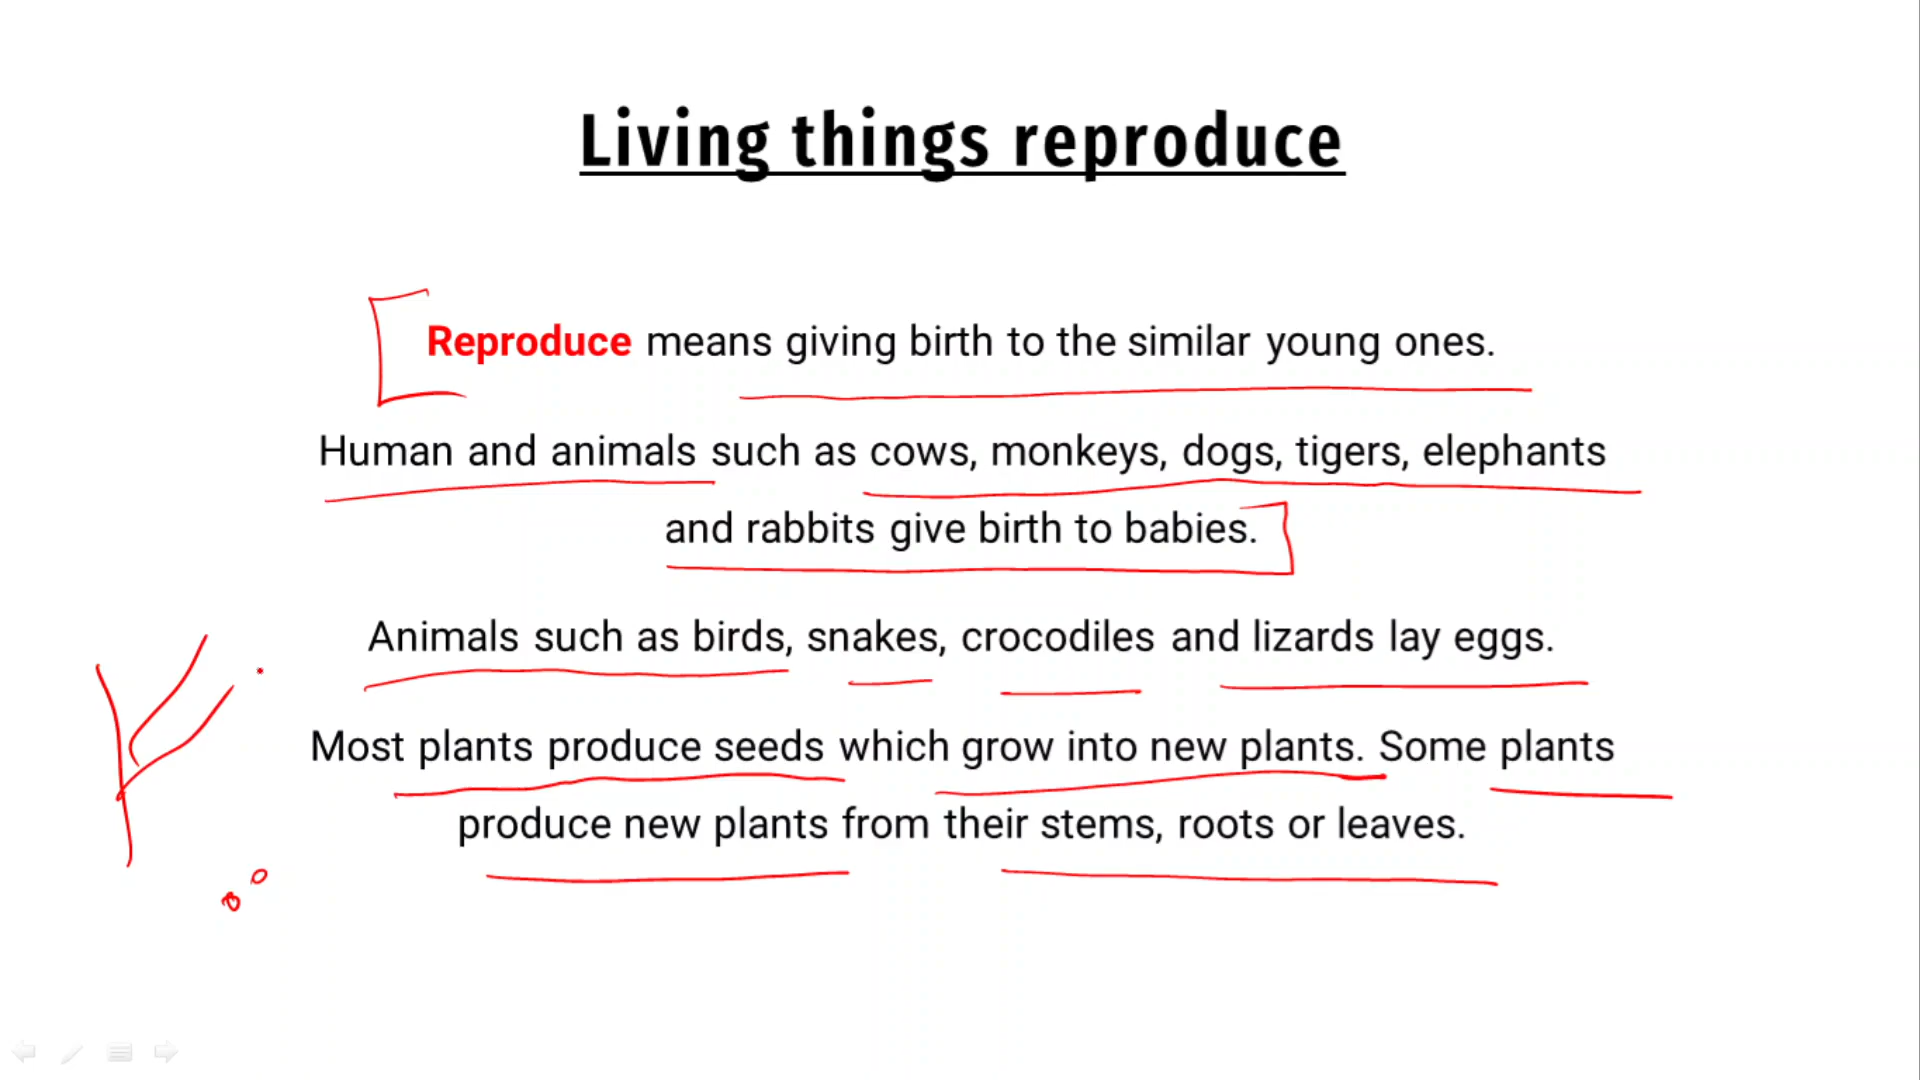 Living things reproduce
Reproduce means giving birth to the similar young ones.
Human and animals such as cows, monkeys, dogs, tigers, elephants
and rabbits give birth to babies.
Animals such as birds, snakes, crocodiles and lizards lay eggs.
Most plants produce seeds which grow into new plants. Some plants
produce new plants from their stems, roots or leaves.